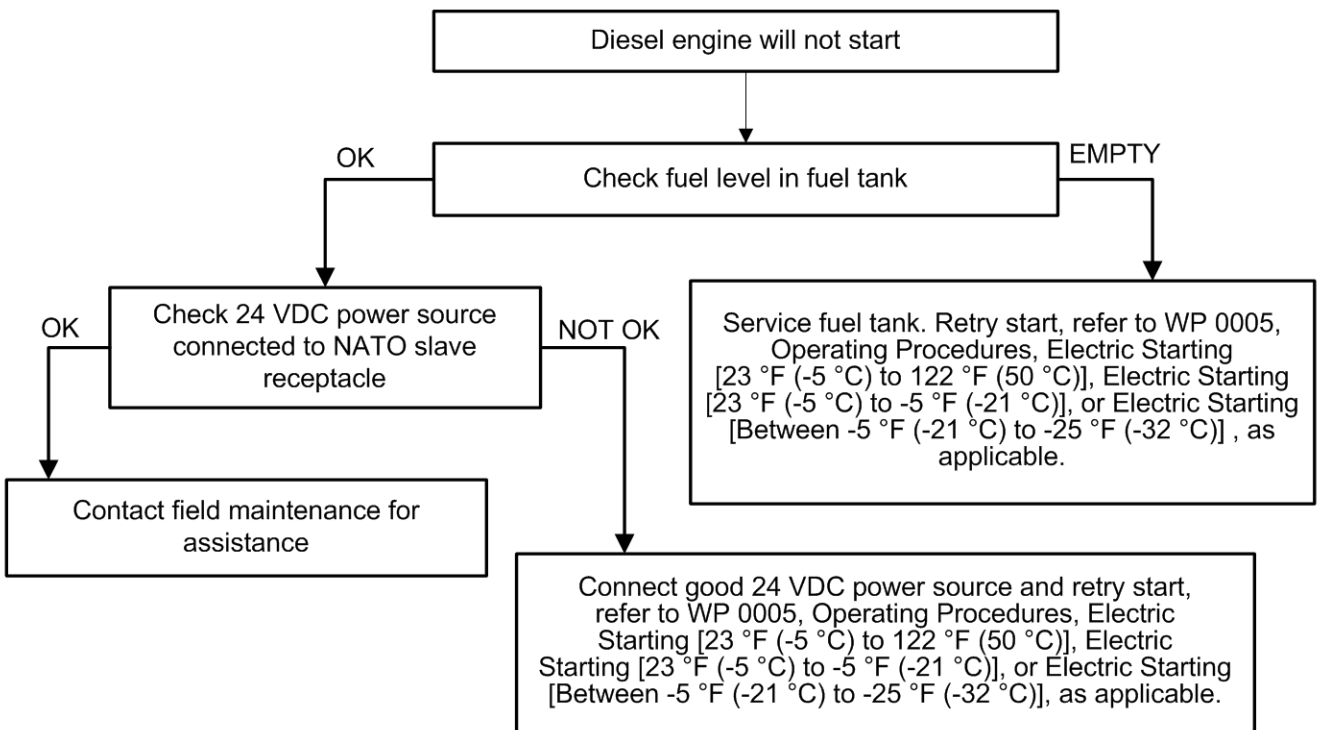 Diesel engine will not start
OK
EMPTY
Check fuel level in fuel tank
OK
Check 24 VDC power source
connected to NATO slave
receptacle
NOT OK
Service fuel tank. Retry start, refer to WP 0005,
Operating Procedures, Electric Starting
[23 °F (-5 °C) to 122 °F (50 °C)], Electric Starting
[23 °F (-5 °C) to -5 °F (-21 °C)], or Electric Starting
[Between -5 °F (-21 °C) to -25 °F (-32 °C)] , as
applicable.
Contact field maintenance for
assistance
Connect good 24 VDC power source and retry start,
refer to WP 0005, Operating Procedures, Electric
Starting [23 °F (-5 °C) to 122 °F (50 °C)], Electric
Starting [23 °F (-5 °C) to -5 °F (-21 °C)], or Electric Starting
[Between -5 °F (-21 °C) to -25 °F (-32 °C)], as applicable.